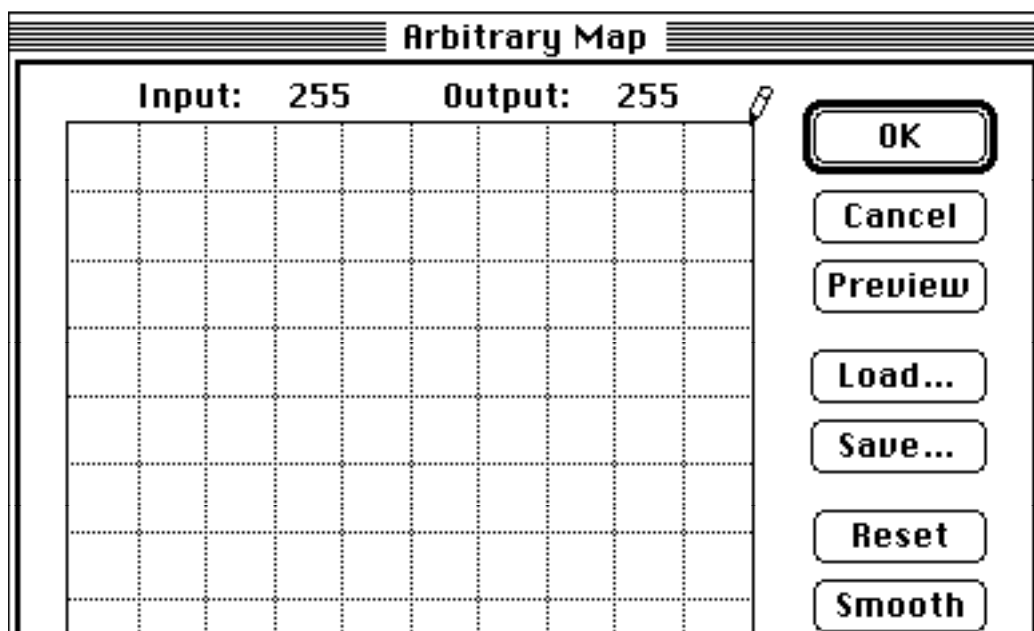 Arbitrary Map
Input: 255 Output: 255
OK
Cancel
Preview
Load...
Save...
Reset
Smooth